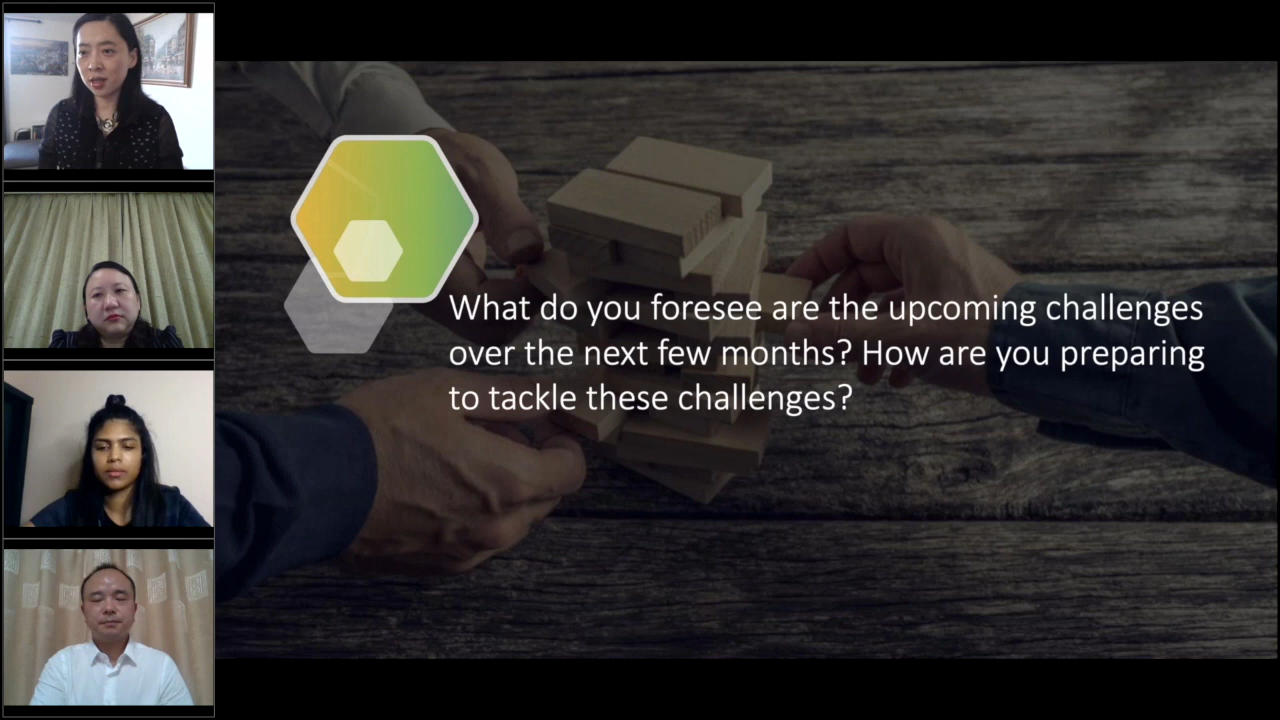 What do you foresee are the upcoming challenges
over the next few months? How are you preparing
to tackle these challenges?